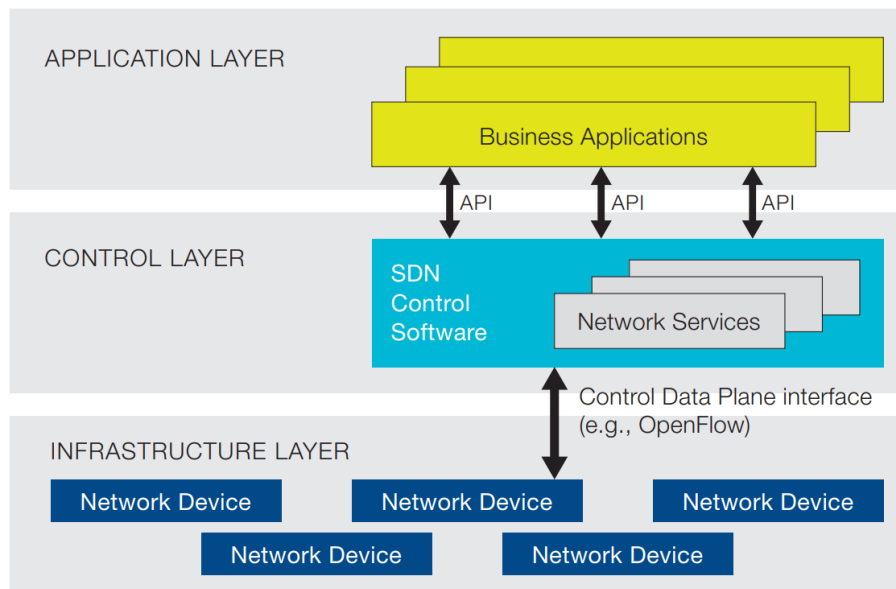 APPLICATION LAYER
Business Applications
API
API
API
CONTROL LAYER
SDN
Control
Software
Network Services
Control Data Plane interface
(e.g., OpenFlow)
INFRASTRUCTURE LAYER
Network Device
Network Device
Network Device
Network Device
Network Device